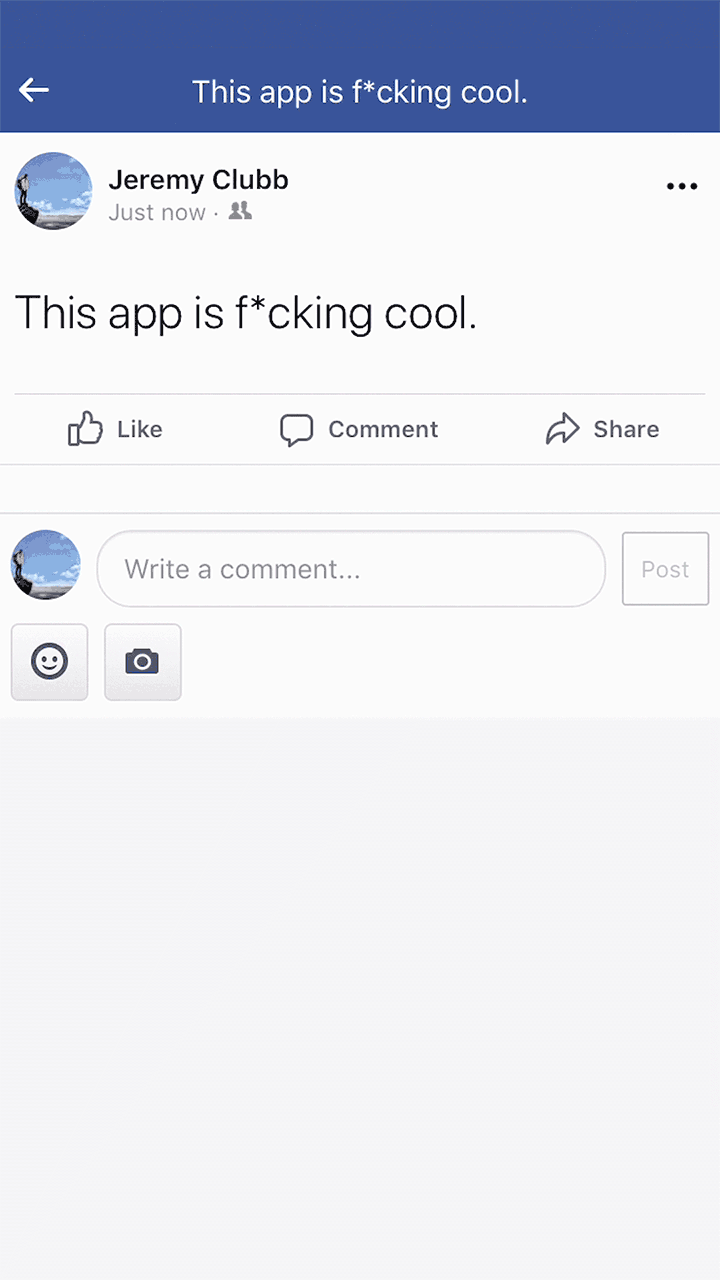 This app is f*cking cool.
Jeremy Clubb
Just now ·
This app is f*cking cool.
Like Comment Share
Write a comment... Post